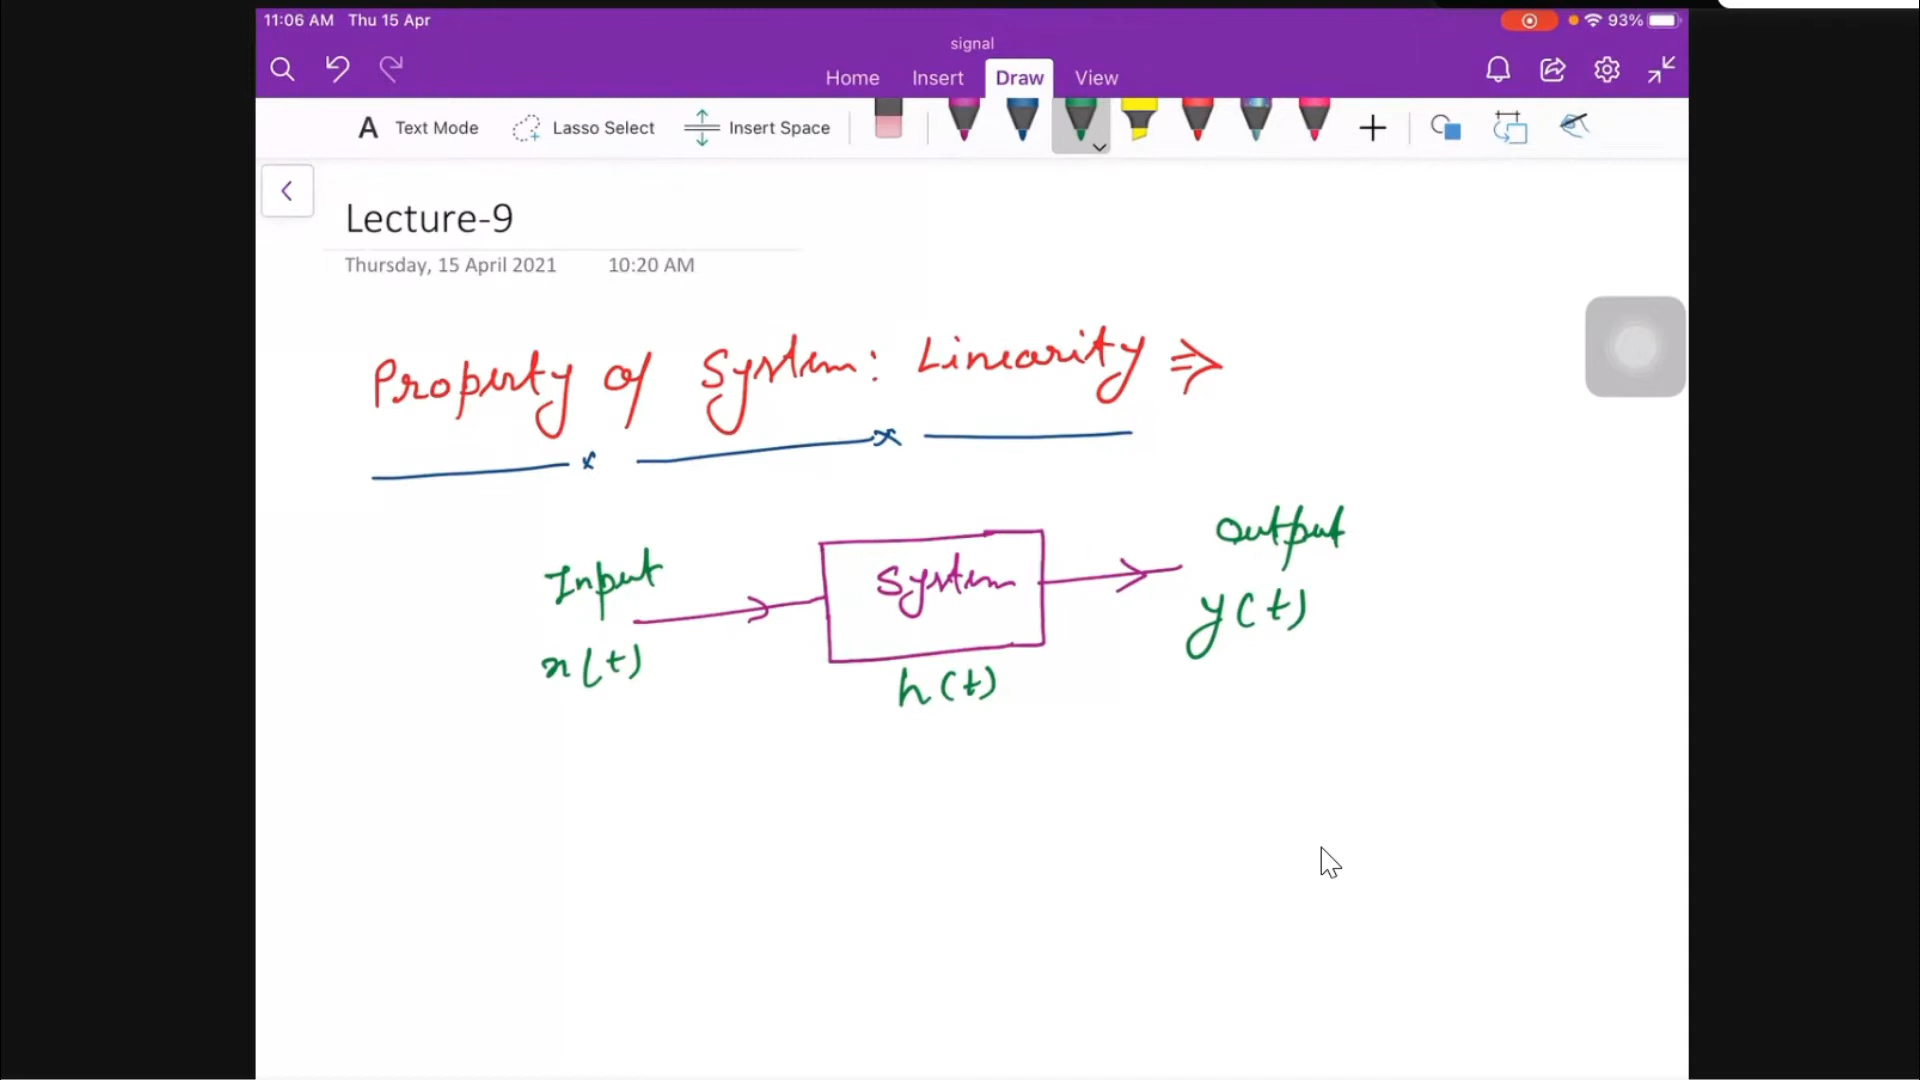 11:06 AM Thu 15 Apr
93%
signal
Home Insert Draw View
A Text Mode Lasso Select Insert Space
Lecture-9
Thursday, 15 April 2021 10:20 AM
Property of System: Linearity ⇒
Output
Input System
y(t)
x(t)
h(t)